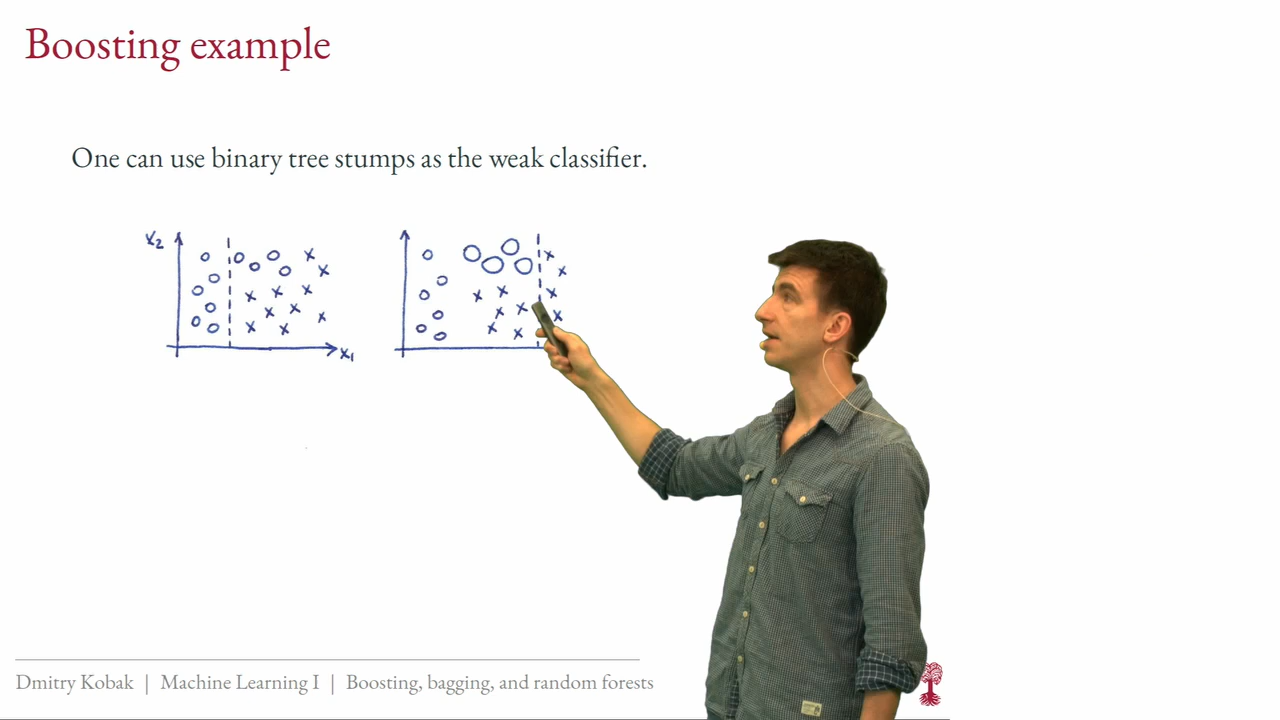 Boosting example
One can use binary tree stumps as the weak classifier.
x₂
x₁
Dmitry Kobak | Machine Learning I | Boosting, bagging, and random forests